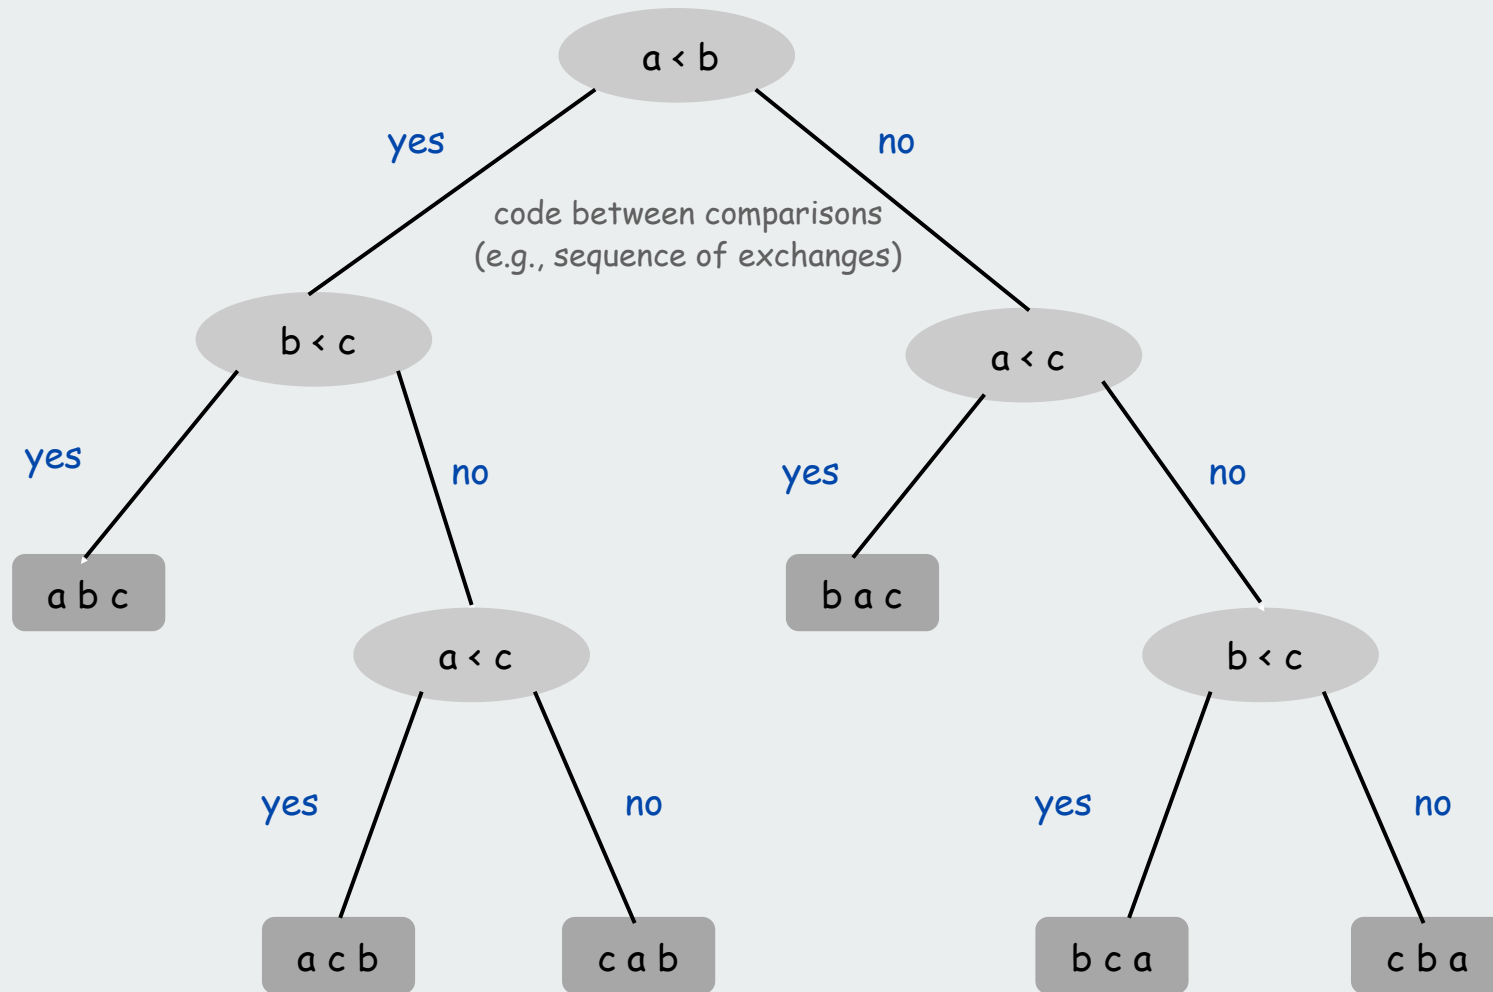 a < b
yes
no
code between comparisons
(e.g., sequence of exchanges)
b < c
a < c
yes
no
yes
no
a b c
b a c
a < c
b < c
yes
no
yes
no
a c b
c a b
b c a
c b a